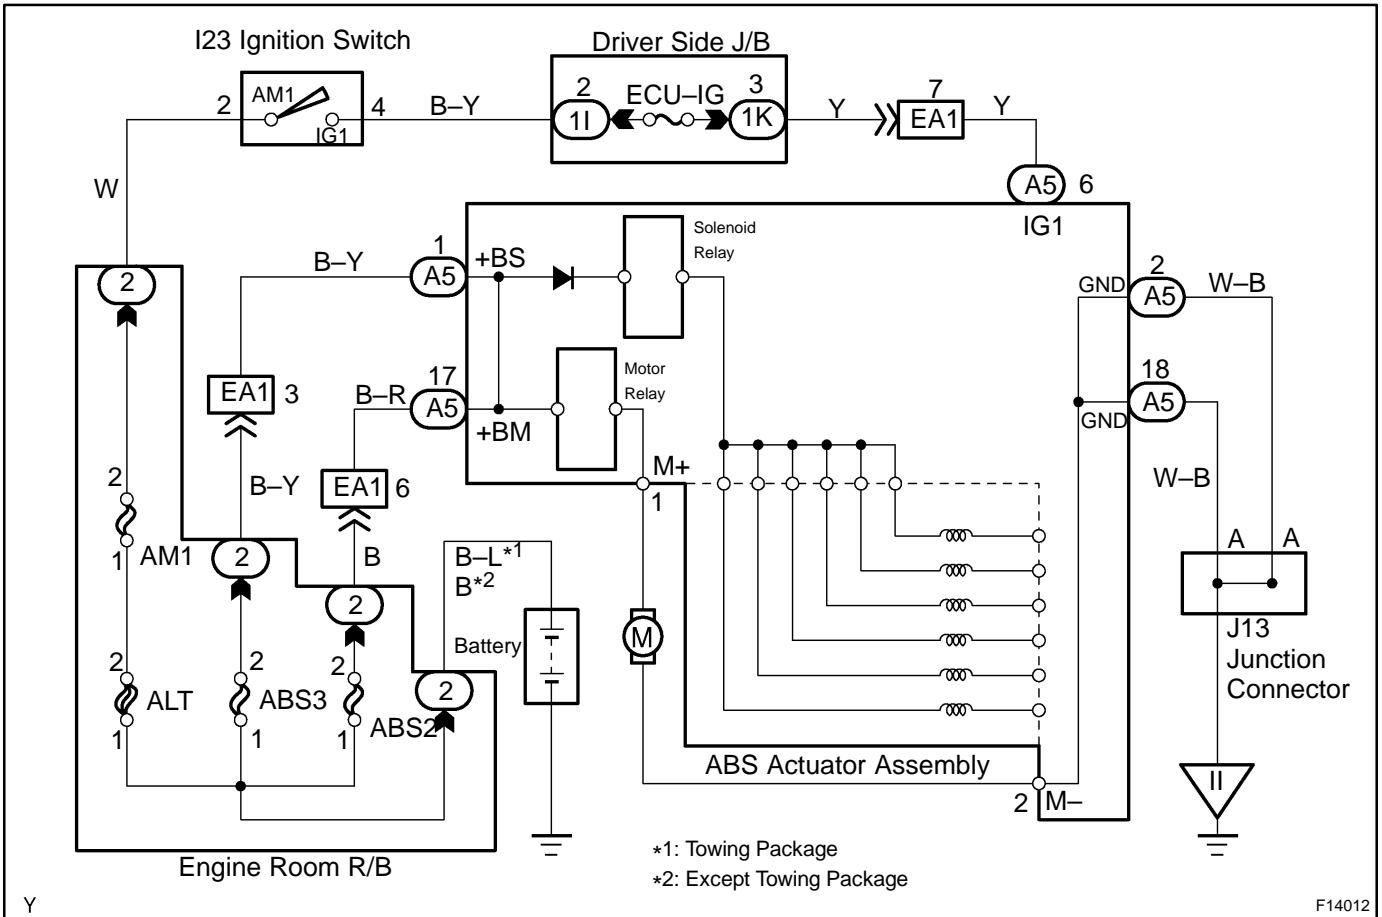 I23 Ignition Switch
Driver Side J/B
2
AM1
IG1
4
B–Y
2
1I
ECU–IG
3
1K
Y
7
EA1
Y
A5
6
IG1
W
2
B–Y
1
A5
+BS
Solenoid
Relay
GND
2
A5
W–B
EA1
3
B–R
17
A5
+BM
Motor
Relay
GND
18
A5
W–B
M+
1
EA1
6
B–Y
B
2
1
AM1
2
2
B–L*1
B*2
Battery
M
A
A
J13
Junction
Connector
2
ALT
1
2
ABS3
1
2
ABS2
1
2
ABS Actuator Assembly
2
M–
II
Engine Room R/B
*1: Towing Package
*2: Except Towing Package
Y
F14012